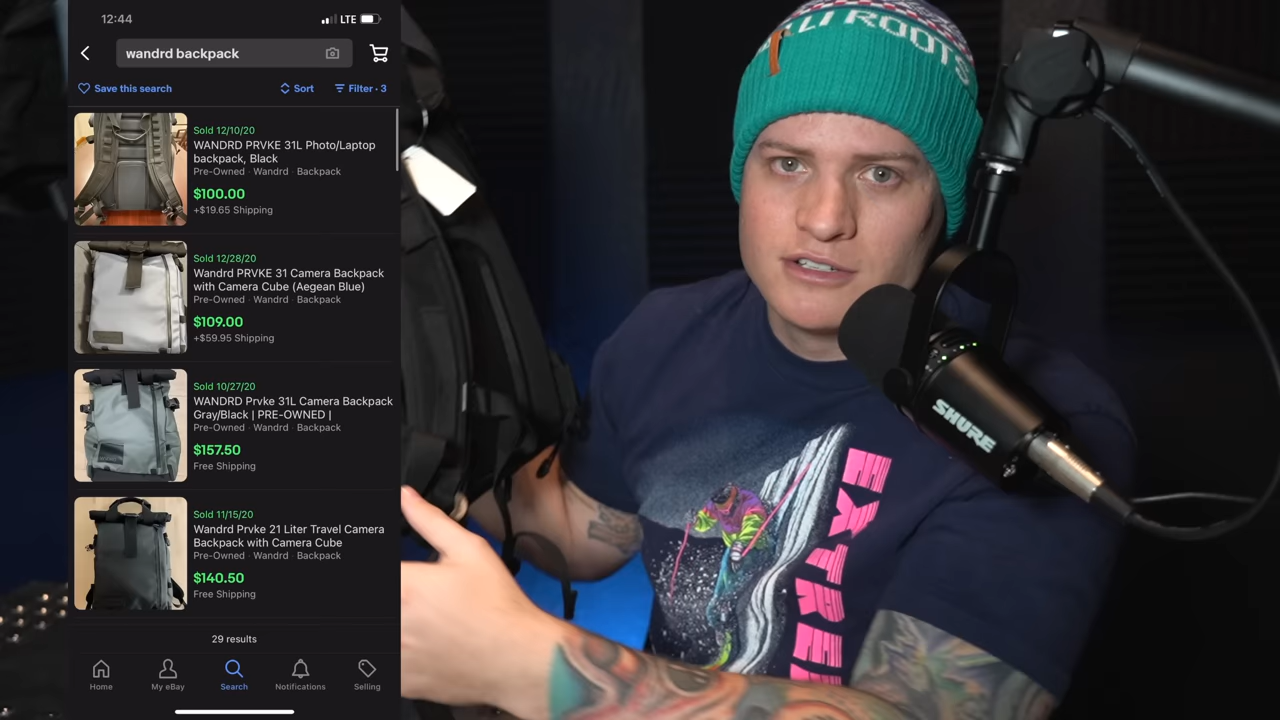 12:44
LTE
wandrd backpack
Save this search
Sort
Filter · 3
Sold 12/10/20
WANDRD PRVKE 31L Photo/Laptop
backpack, Black
Pre-Owned · Wandrd · Backpack
$100.00
+$19.65 Shipping
Sold 12/28/20
Wandrd PRVKE 31 Camera Backpack
with Camera Cube (Aegean Blue)
Pre-Owned · Wandrd · Backpack
$109.00
+$59.95 Shipping
Sold 10/27/20
WANDRD Prvke 31L Camera Backpack
Gray/Black | PRE-OWNED |
Pre-Owned · Wandrd · Backpack
$157.50
Free Shipping
Sold 11/15/20
Wandrd Prvke 21 Liter Travel Camera
Backpack with Camera Cube
Pre-Owned · Wandrd · Backpack
$140.50
Free Shipping
29 results
Home
My eBay
Search
Notifications
Selling
ROOTS
SHURE